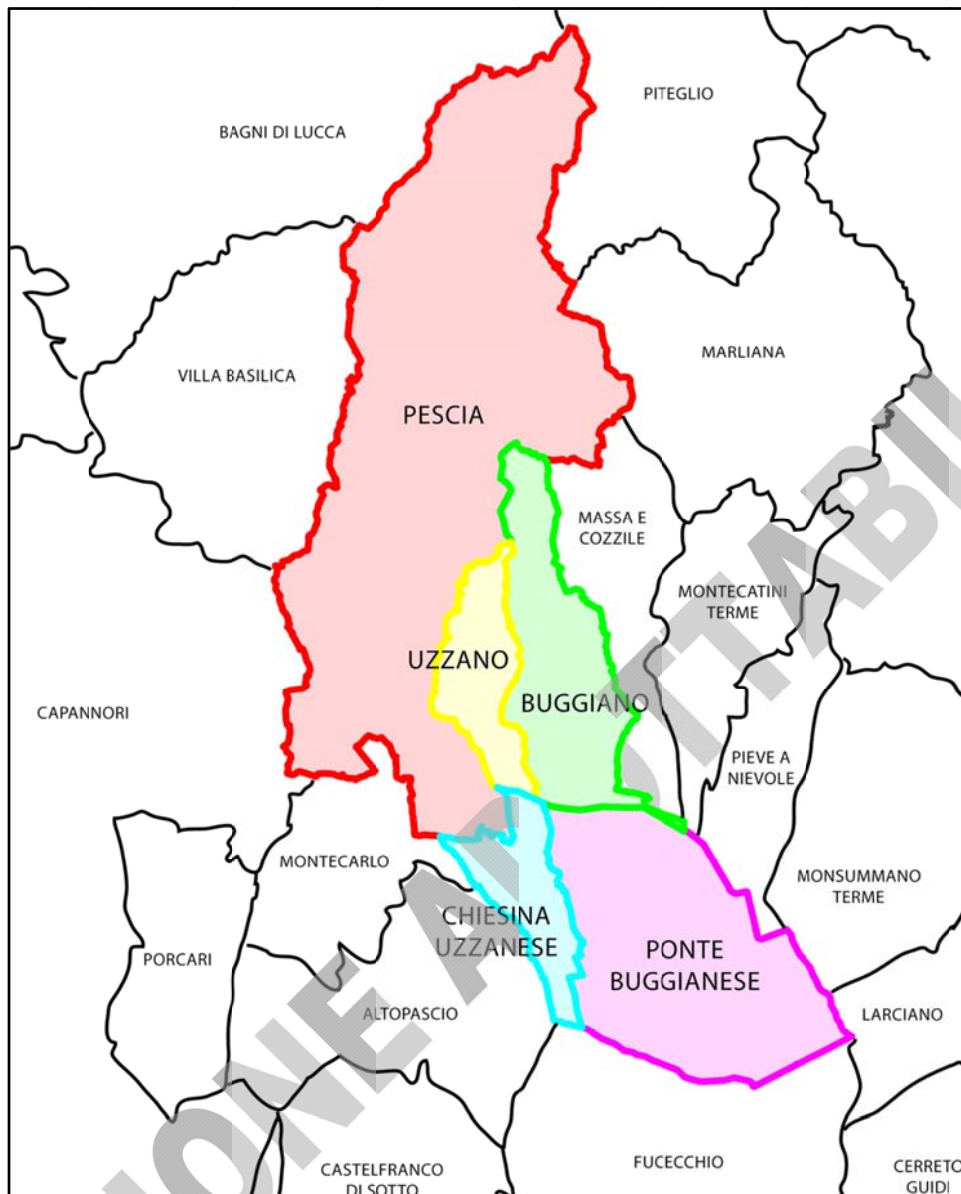 PITEGLIO
BAGNI DI LUCCA
MARLIANA
VILLA BASILICA
PESCIA
MASSA E
COZZILE
MONTECATINI
TERME
UZZANO
BUGGIANO
CAPANNORI
PIEVE A
NIEVOLE
MONTECARLO
MONSUMMANO
TERME
CHIESINA
UZZANESE
PONTE
BUGGIANESE
PORCARI
ALTOPASCIO
LARCIANO
FUCECCHIO
CASTELFRANCO
DI SOTTO
CERRETO
GUIDI